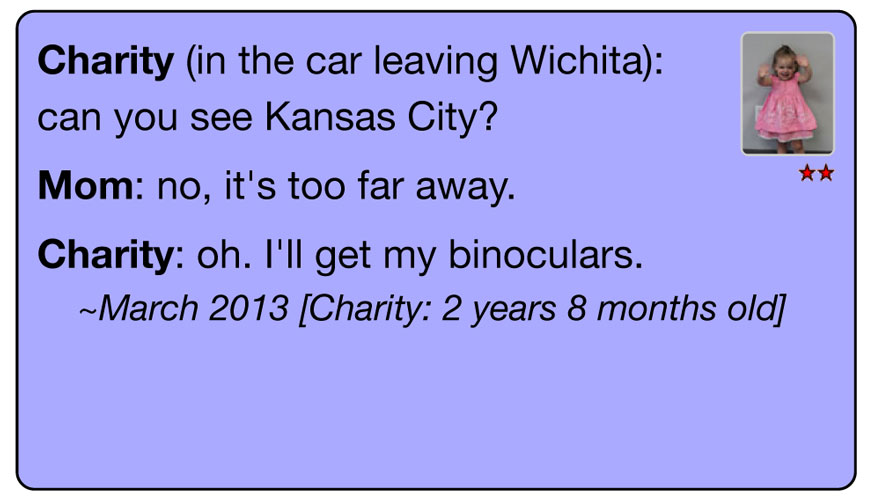 Charity (in the car leaving Wichita):
can you see Kansas City?
Mom: no, it's too far away.
Charity: oh. I'll get my binoculars.
~March 2013 [Charity: 2 years 8 months old]